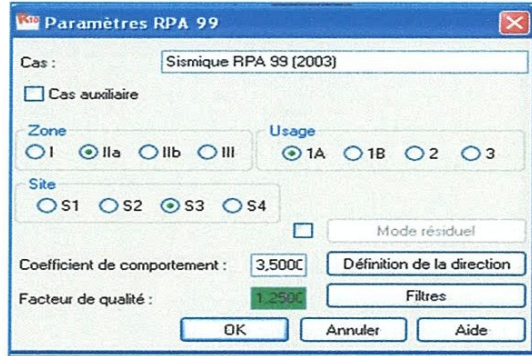 Paramètres RPA 99
Cas :
Sismique RPA 99 (2003)
Cas auxiliaire
Zone
I IIa IIb III
Usage
1A 1B 2 3
Site
S1 S2 S3 S4
Mode résiduel
Coefficient de comportement :
3,5000
Définition de la direction
Facteur de qualité :
1,2500
Filtres
OK
Annuler
Aide